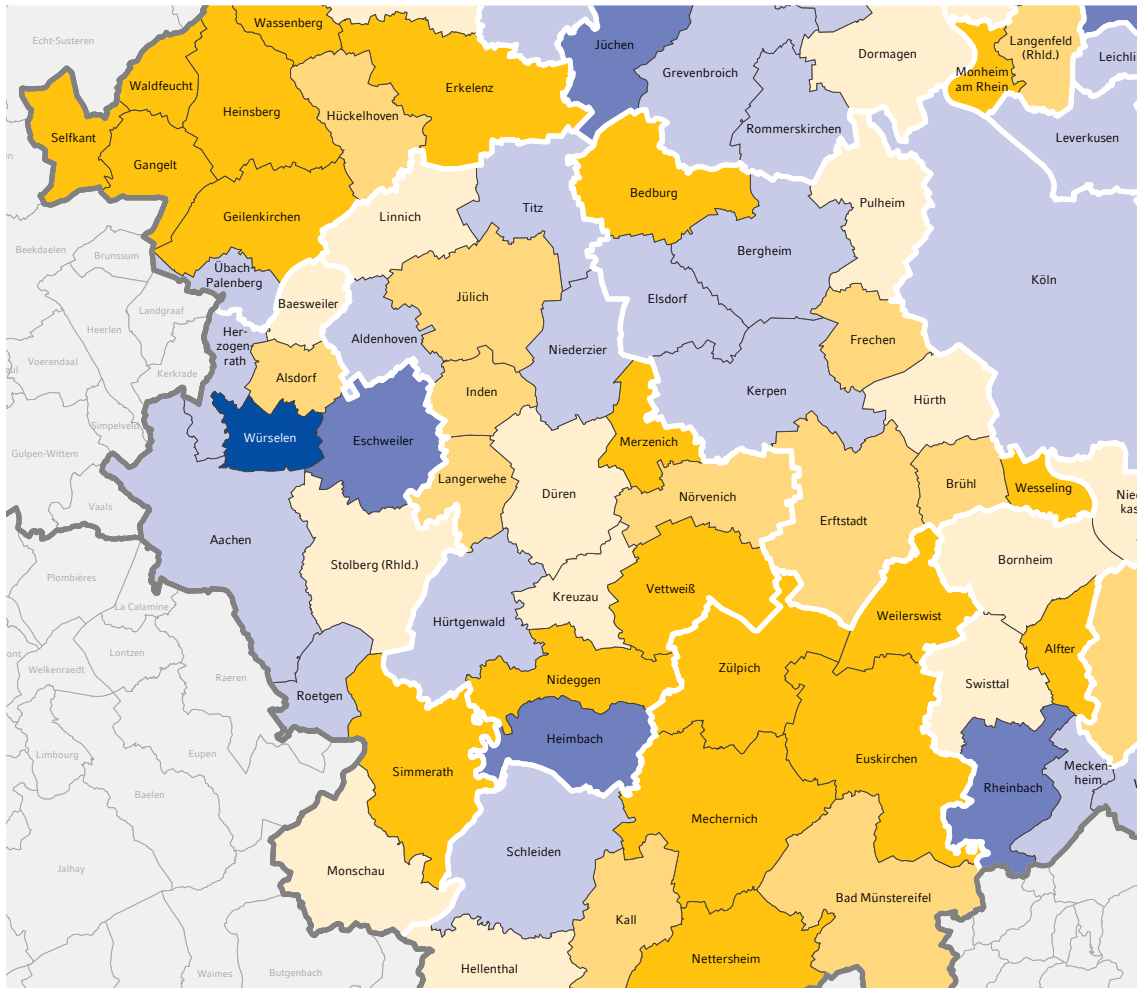 Echt-Susteren
Wassenberg
Jüchen
Dormagen
Langenfeld
(Rhld.)
Leichli
Grevenbroich
Monheim
am Rhein
Waldfeucht
Erkelenz
Heinsberg
Hückelhoven
Rommerskirchen
Leverkusen
Selfkant
Gangelt
Bedburg
Pulheim
Geilenkirchen
Linnich
Titz
Beekdaelen
Brunssum
Bergheim
Übach-
Palenberg
Köln
Elsdorf
Jülich
Baesweiler
Landgraaf
Heerlen
Her-
zogen-
rath
Aldenhoven
Niederzier
Frechen
Voerendaal
aul
Kerkrade
Alsdorf
Inden
Kerpen
Hürth
Simpelveld
Würselen
Eschweiler
Merzenich
Gulpen-Wittem
Langerwehe
Düren
Nörvenich
Brühl
Wesseling
Nied
kas
Vaals
Aachen
Erftstadt
Stolberg (Rhld.)
Bornheim
Plombières
Vettweiß
Kreuzau
La Calamine
Hürtgenwald
Weilerswist
Lontzen
ont
Welkenraedt
Raeren
Zülpich
Alfter
Nideggen
Swisttal
Roetgen
Limbourg
Eupen
Heimbach
Euskirchen
Simmerath
Mecken-
heim
Rheinbach
Baelen
Mechernich
Schleiden
Jalhay
Monschau
Bad Münstereifel
Kall
Nettersheim
Hellenthal
Waimes
Butgenbach